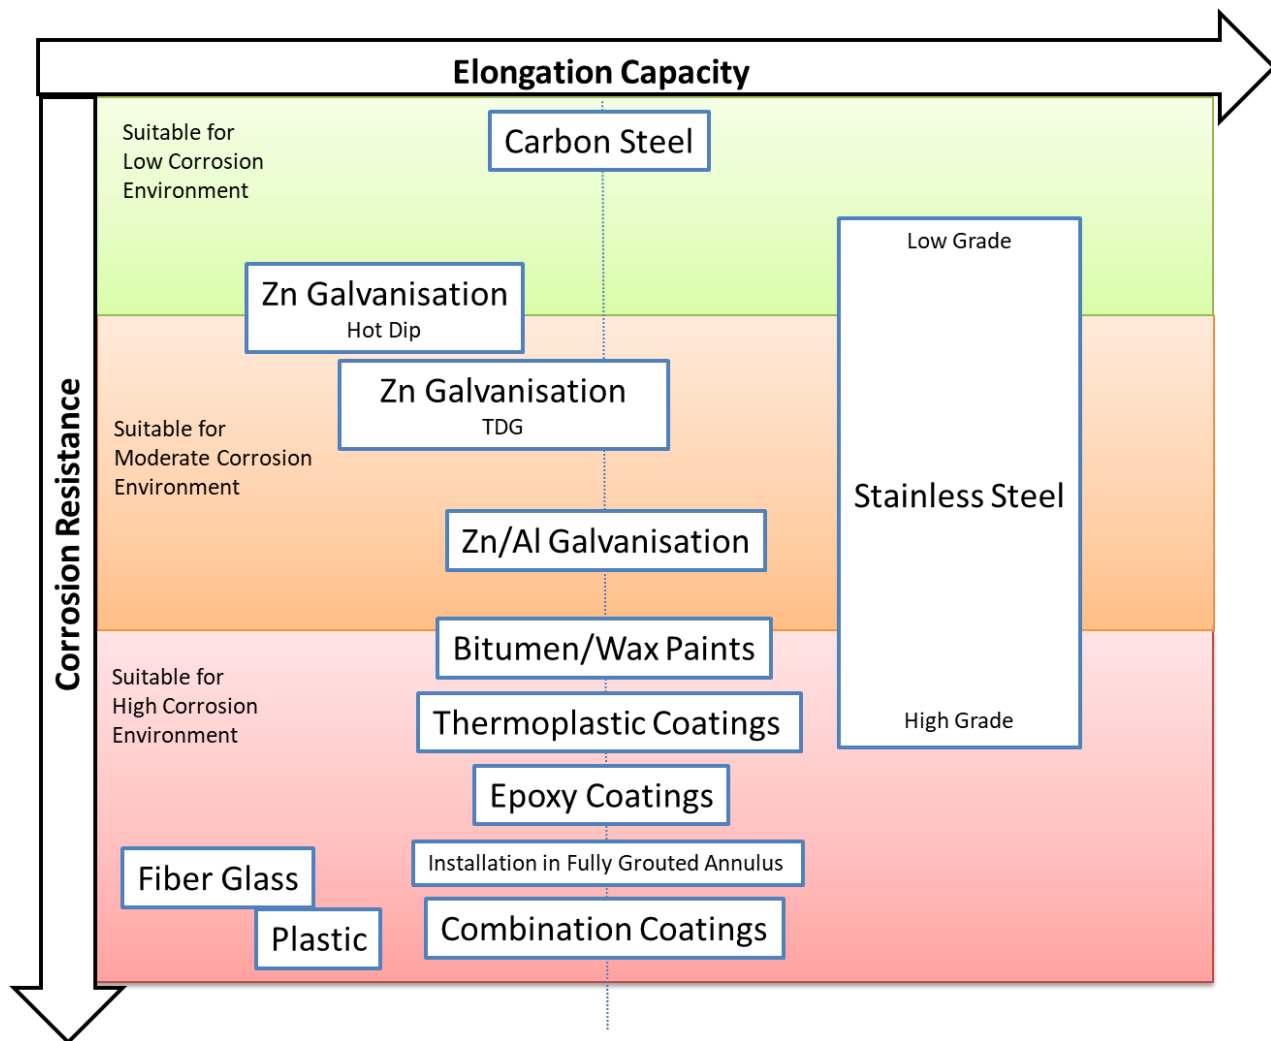 Elongation Capacity
Corrosion Resistance
Suitable for
Low Corrosion
Environment
Carbon Steel
Low Grade
Zn Galvanisation
Hot Dip
Zn Galvanisation
TDG
Suitable for
Moderate Corrosion
Environment
Stainless Steel
Zn/Al Galvanisation
Bitumen/Wax Paints
Suitable for
High Corrosion
Environment
Thermoplastic Coatings
High Grade
Epoxy Coatings
Installation in Fully Grouted Annulus
Fiber Glass
Combination Coatings
Plastic